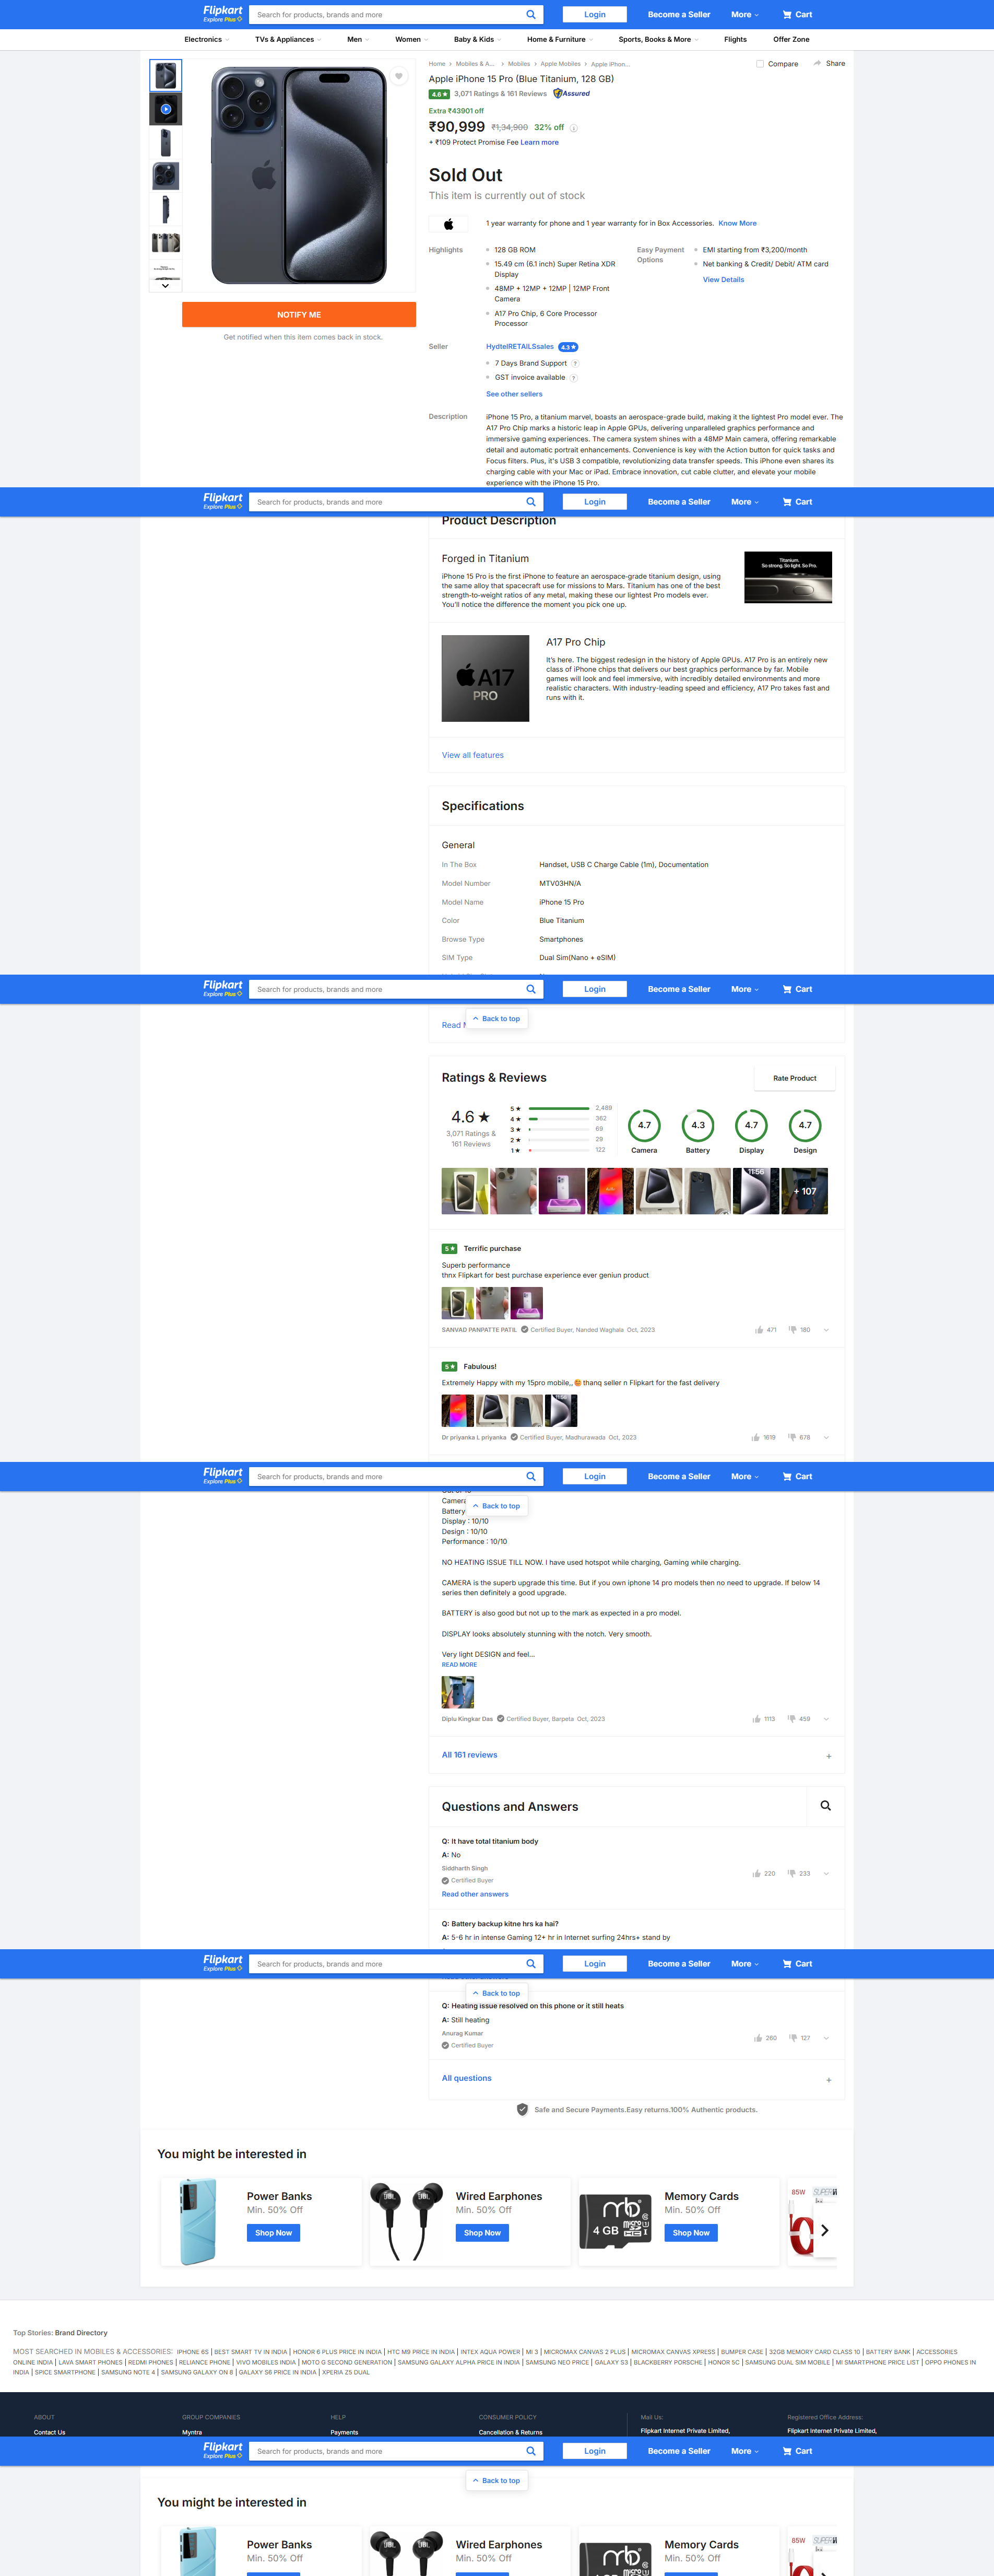 Flipkart
Explore Plus
Search for products, brands and more
Login
Become a Seller
More
Cart
Electronics
TVs & Appliances
Men
Women
Baby & Kids
Home & Furniture
Sports, Books & More
Flights
Offer Zone
Home
Mobiles & A...
Mobiles
Apple Mobiles
Apple iPhon...
Compare
Share
Apple iPhone 15 Pro (Blue Titanium, 128 GB)
4.6★ 3,071 Ratings & 161 Reviews Assured
Extra ₹43901 off
₹90,999 ₹1,34,900 32% off
+ ₹109 Protect Promise Fee Learn more
Sold Out
This item is currently out of stock
1 year warranty for phone and 1 year warranty for in Box Accessories. Know More
Highlights
128 GB ROM
15.49 cm (6.1 inch) Super Retina XDR
Display
48MP + 12MP + 12MP | 12MP Front
Camera
A17 Pro Chip, 6 Core Processor
Processor
Easy Payment
Options
EMI starting from ₹3,200/month
Net banking & Credit/ Debit/ ATM card
View Details
NOTIFY ME
Get notified when this item comes back in stock.
Seller
HydtelRETAILSsales 4.3★
7 Days Brand Support ?
GST invoice available ?
See other sellers
Description
iPhone 15 Pro, a titanium marvel, boasts an aerospace-grade build, making it the lightest Pro model ever. The
A17 Pro Chip marks a historic leap in Apple GPUs, delivering unparalleled graphics performance and
immersive gaming experiences. The camera system shines with a 48MP Main camera, offering remarkable
detail and automatic portrait enhancements. Convenience is key with the Action button for quick tasks and
Focus filters. Plus, it's USB 3 compatible, revolutionizing data transfer speeds. This iPhone even shares its
charging cable with your Mac or iPad. Embrace innovation, cut cable clutter, and elevate your mobile
experience with the iPhone 15 Pro.
Flipkart
Explore Plus
Search for products, brands and more
Login
Become a Seller
More
Cart
Product Description
Forged in Titanium
iPhone 15 Pro is the first iPhone to feature an aerospace-grade titanium design, using
the same alloy that spacecraft use for missions to Mars. Titanium has one of the best
strength-to-weight ratios of any metal, making these our lightest Pro models ever.
You'll notice the difference the moment you pick one up.
Titanium.
So strong. So light. So Pro.
A17
PRO
A17 Pro Chip
It's here. The biggest redesign in the history of Apple GPUs. A17 Pro is an entirely new
class of iPhone chips that delivers our best graphics performance by far. Mobile
games will look and feel immersive, with incredibly detailed environments and more
realistic characters. With industry-leading speed and efficiency, A17 Pro takes fast and
runs with it.
View all features
Specifications
General
In The Box Handset, USB C Charge Cable (1m), Documentation
Model Number MTV03HN/A
Model Name iPhone 15 Pro
Color Blue Titanium
Browse Type Smartphones
SIM Type Dual Sim(Nano + eSIM)
Flipkart
Explore Plus
Search for products, brands and more
Login
Become a Seller
More
Cart
Back to top
Read
Ratings & Reviews
Rate Product
4.6★
3,071 Ratings &
161 Reviews
5★ 2,489
4★ 362
3★ 69
2★ 29
1★ 122
4.7
Camera
4.3
Battery
4.7
Display
4.7
Design
11:56
+ 107
5★ Terrific purchase
Superb performance
thnx Flipkart for best purchase experience ever geniun product
SANVAD PANPATTE PATIL Certified Buyer, Nanded Waghala Oct, 2023
471
180
5★ Fabulous!
Extremely Happy with my 15pro mobile,, 🥰 thanq seller n Flipkart for the fast delivery
Dr priyanka L priyanka Certified Buyer, Madhurawada Oct, 2023
1619
678
Flipkart
Explore Plus
Search for products, brands and more
Login
Become a Seller
More
Cart
Back to top
Camera
Battery
Display : 10/10
Design : 10/10
Performance : 10/10
NO HEATING ISSUE TILL NOW. I have used hotspot while charging, Gaming while charging.
CAMERA is the superb upgrade this time. But if you own iphone 14 pro models then no need to upgrade. If below 14
series then definitely a good upgrade.
BATTERY is also good but not up to the mark as expected in a pro model.
DISPLAY looks absolutely stunning with the notch. Very smooth.
Very light DESIGN and feel...
READ MORE
Diplu Kingkar Das Certified Buyer, Barpeta Oct, 2023
1113
459
All 161 reviews
+
Questions and Answers
Q: It have total titanium body
A: No
Siddharth Singh
Certified Buyer
220
233
Read other answers
Q: Battery backup kitne hrs ka hai?
A: 5-6 hr in intense Gaming 12+ hr in Internet surfing 24hrs+ stand by
Flipkart
Explore Plus
Search for products, brands and more
Login
Become a Seller
More
Cart
Back to top
Q: Heating issue resolved on this phone or it still heats
A: Still heating
Anurag Kumar
Certified Buyer
260
127
All questions
+
Safe and Secure Payments.Easy returns.100% Authentic products.
You might be interested in
Power Banks
Min. 50% Off
Shop Now
JBL
JBL
Wired Earphones
Min. 50% Off
Shop Now
mb
4 GB
micro
Memory Cards
Min. 50% Off
Shop Now
85W
Top Stories: Brand Directory
MOST SEARCHED IN MOBILES & ACCESSORIES: IPHONE 6S | BEST SMART TV IN INDIA | HONOR 6 PLUS PRICE IN INDIA | HTC M9 PRICE IN INDIA | INTEX AQUA POWER | MI 3 | MICROMAX CANVAS 2 PLUS | MICROMAX CANVAS XPRESS | BUMPER CASE | 32GB MEMORY CARD CLASS 10 | BATTERY BANK | ACCESSORIES
ONLINE INDIA | LAVA SMART PHONES | REDMI PHONES | RELIANCE PHONE | VIVO MOBILES INDIA | MOTO G SECOND GENERATION | SAMSUNG GALAXY ALPHA PRICE IN INDIA | SAMSUNG NEO PRICE | GALAXY S3 | BLACKBERRY PORSCHE | HONOR 5C | SAMSUNG DUAL SIM MOBILE | MI SMARTPHONE PRICE LIST | OPPO PHONES IN
INDIA | SPICE SMARTPHONE | SAMSUNG NOTE 4 | SAMSUNG GALAXY ON 8 | GALAXY S6 PRICE IN INDIA | XPERIA Z5 DUAL
ABOUT
GROUP COMPANIES
HELP
CONSUMER POLICY
Mail Us:
Registered Office Address:
Contact Us
Myntra
Payments
Cancellation & Returns
Flipkart Internet Private Limited,
Flipkart Internet Private Limited,
Flipkart
Explore Plus
Search for products, brands and more
Login
Become a Seller
More
Cart
Back to top
You might be interested in
Power Banks
Min. 50% Off
JBL
JBL
Wired Earphones
Min. 50% Off
mb
Memory Cards
Min. 50% Off
85W